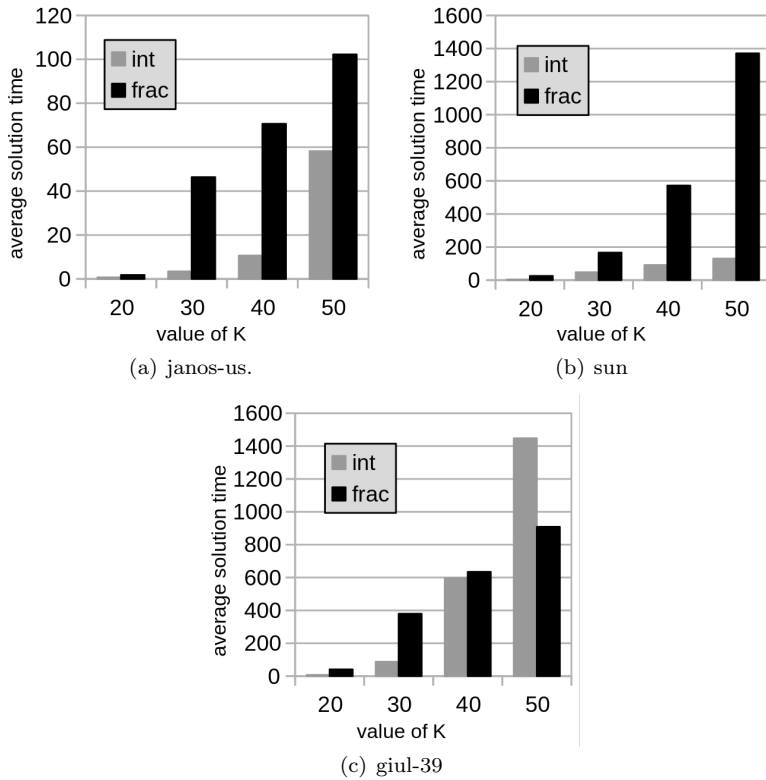 average solution time
120
100
80
60
40
20
0
int
frac
20 30 40 50
value of K
(a) janos-us.
average solution time
1600
1400
1200
1000
800
600
400
200
0
int
frac
20 30 40 50
value of K
(b) sun
average solution time
1600
1400
1200
1000
800
600
400
200
0
int
frac
20 30 40 50
value of K
(c) giul-39